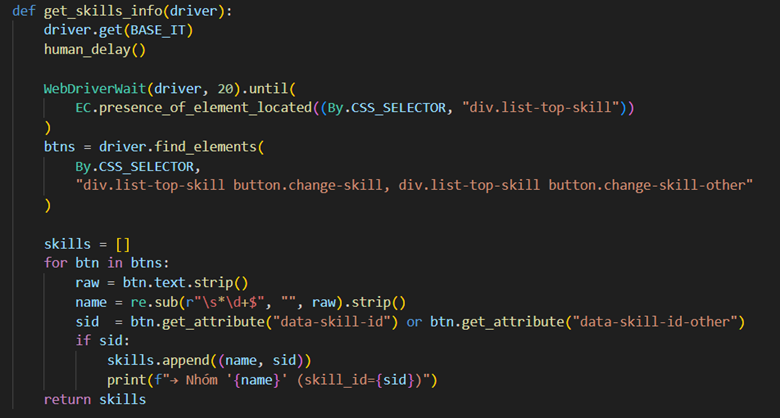 def get_skills_info(driver):
    driver.get(BASE_IT)
    human_delay()

    WebDriverWait(driver, 20).until(
        EC.presence_of_element_located((By.CSS_SELECTOR, "div.list-top-skill"))
    )
    btns = driver.find_elements(
        By.CSS_SELECTOR,
        "div.list-top-skill button.change-skill, div.list-top-skill button.change-skill-other"
    )

    skills = []
    for btn in btns:
        raw = btn.text.strip()
        name = re.sub(r"\s*\d+$", "", raw).strip()
        sid  = btn.get_attribute("data-skill-id") or btn.get_attribute("data-skill-id-other")
        if sid:
            skills.append((name, sid))
            print(f"→ Nhóm '{name}' (skill_id={sid})")
    return skills